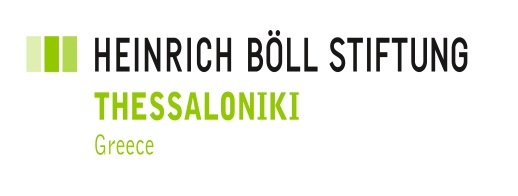 HEINRICH BÖLL STIFTUNG
THESSALONIKI
Greece